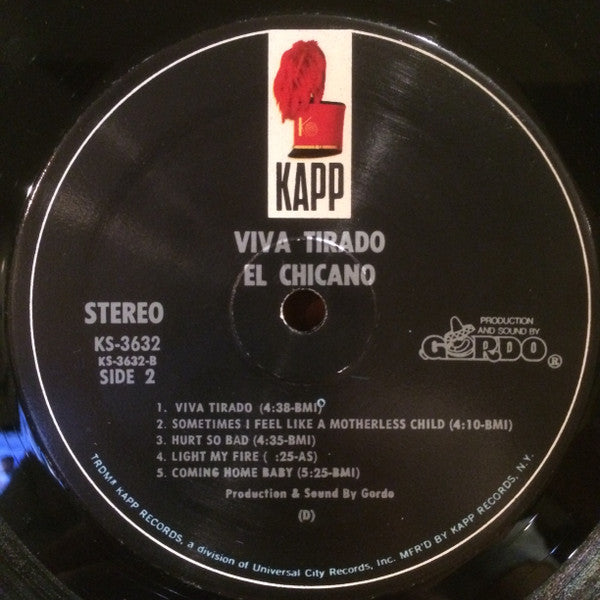 KAPP
VIVA TIRADO
EL CHICANO
STEREO
KS-3632
KS-3632-B
SIDE 2
PRODUCTION
AND SOUND BY
GORDO ®
1. VIVA TIRADO (4:38-BMI)
2. SOMETIMES I FEEL LIKE A MOTHERLESS CHILD (4:10-BMI)
3. HURT SO BAD (4:35-BMI)
4. LIGHT MY FIRE ( :25-AS)
5. COMING HOME BABY (5:25-BMI)
Production & Sound By Gordo
(D)
TRDMK KAPP RECORDS, a division of Universal City Records, Inc. MFR'D BY KAPP RECORDS, N.Y.